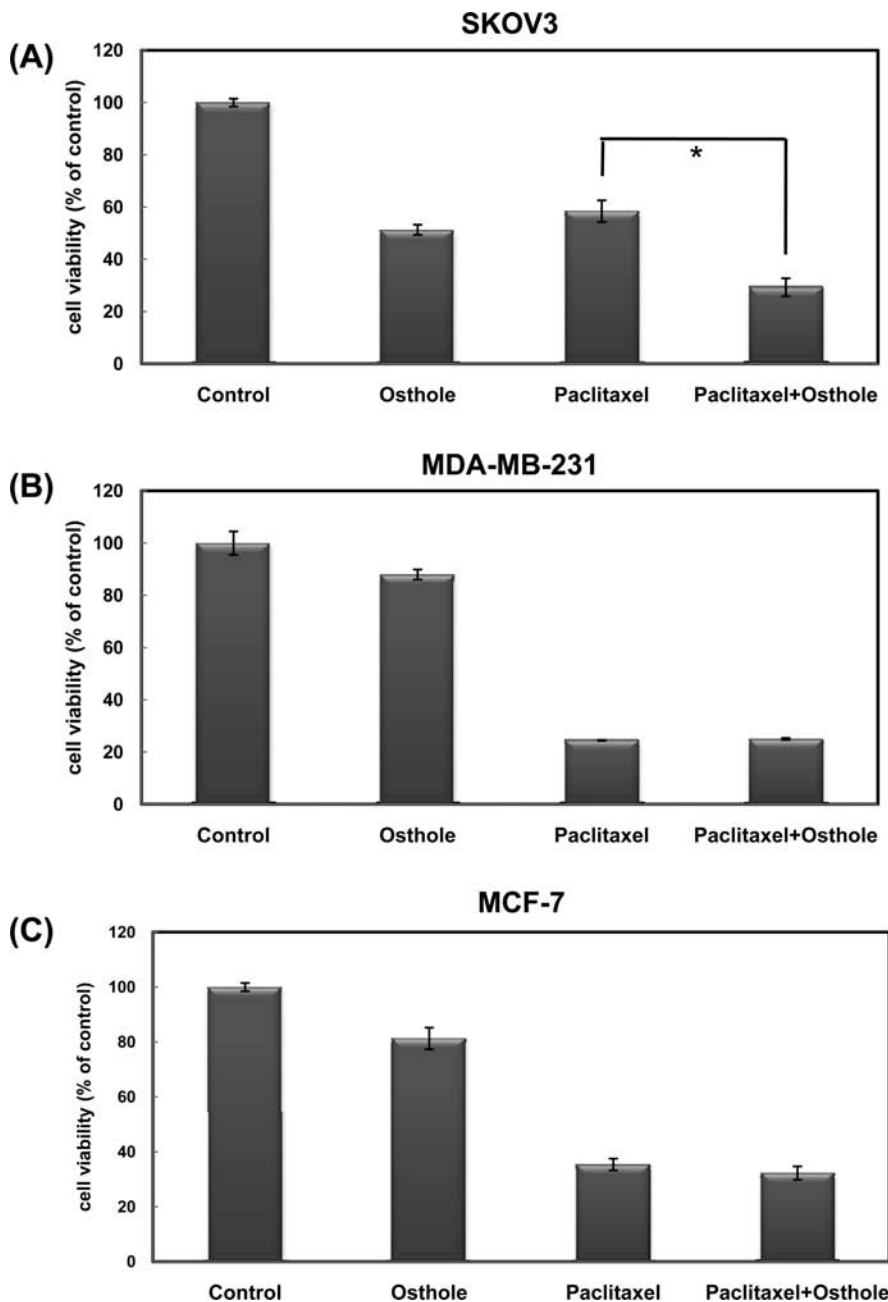 SKOV3
(A)
cell viability (% of control)
120
100
80
60
40
20
0
*
Control Osthole Paclitaxel Paclitaxel+Osthole
MDA-MB-231
(B)
cell viability (% of control)
120
100
80
60
40
20
0
Control Osthole Paclitaxel Paclitaxel+Osthole
MCF-7
(C)
cell viability (% of control)
120
100
80
60
40
20
0
Control Osthole Paclitaxel Paclitaxel+Osthole